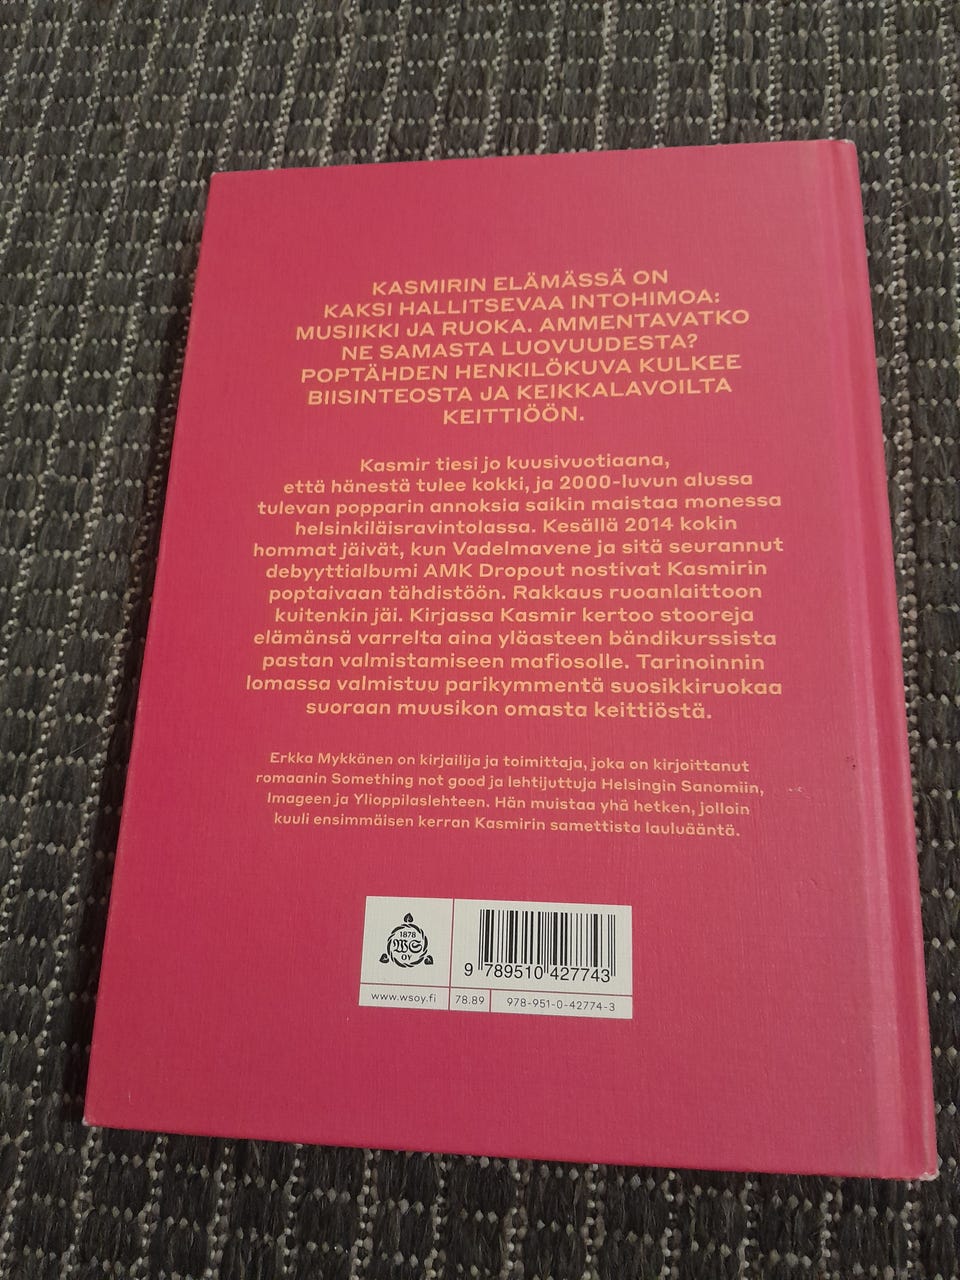 KASMIRIN ELÄMÄSSÄ ON
KAKSI HALLITSEVAA INTOHIMOA:
MUSIIKKI JA RUOKA. AMMENTAVATKO
NE SAMASTA LUOVUUDESTA?
POPTÄHDEN HENKILÖKUVA KULKEE
BIISINTEOSTA JA KEIKKALAVOILTA
KEITTIÖÖN.
Kasmir tiesi jo kuusivuotiaana,
että hänestä tulee kokki, ja 2000-luvun alussa
tulevan popparin annoksia saikin maistaa monessa
helsinkiläisravintolassa. Kesällä 2014 kokin
hommat jäivät, kun Vadelmavene ja sitä seurannut
debyyttialbumi AMK Dropout nostivat Kasmirin
poptaivaan tähdistöön. Rakkaus ruoanlaittoon
kuitenkin jäi. Kirjassa Kasmir kertoo stooreja
elämänsä varrelta aina yläasteen bändikurssista
pastan valmistamiseen mafiosolle. Tarinoinnin
lomassa valmistuu parikymmentä suosikkiruokaa
suoraan muusikon omasta keittiöstä.
Erkka Mykkänen on kirjailija ja toimittaja, joka on kirjoittanut
romaanin Something not good ja lehtijuttuja Helsingin Sanomiin,
Imageen ja Ylioppilaslehteen. Hän muistaa yhä hetken, jolloin
kuuli ensimmäisen kerran Kasmirin samettista lauluääntä.
1878
WS
OY
9 789510 427743
www.wsoy.fi 78.89 978-951-0-42774-3